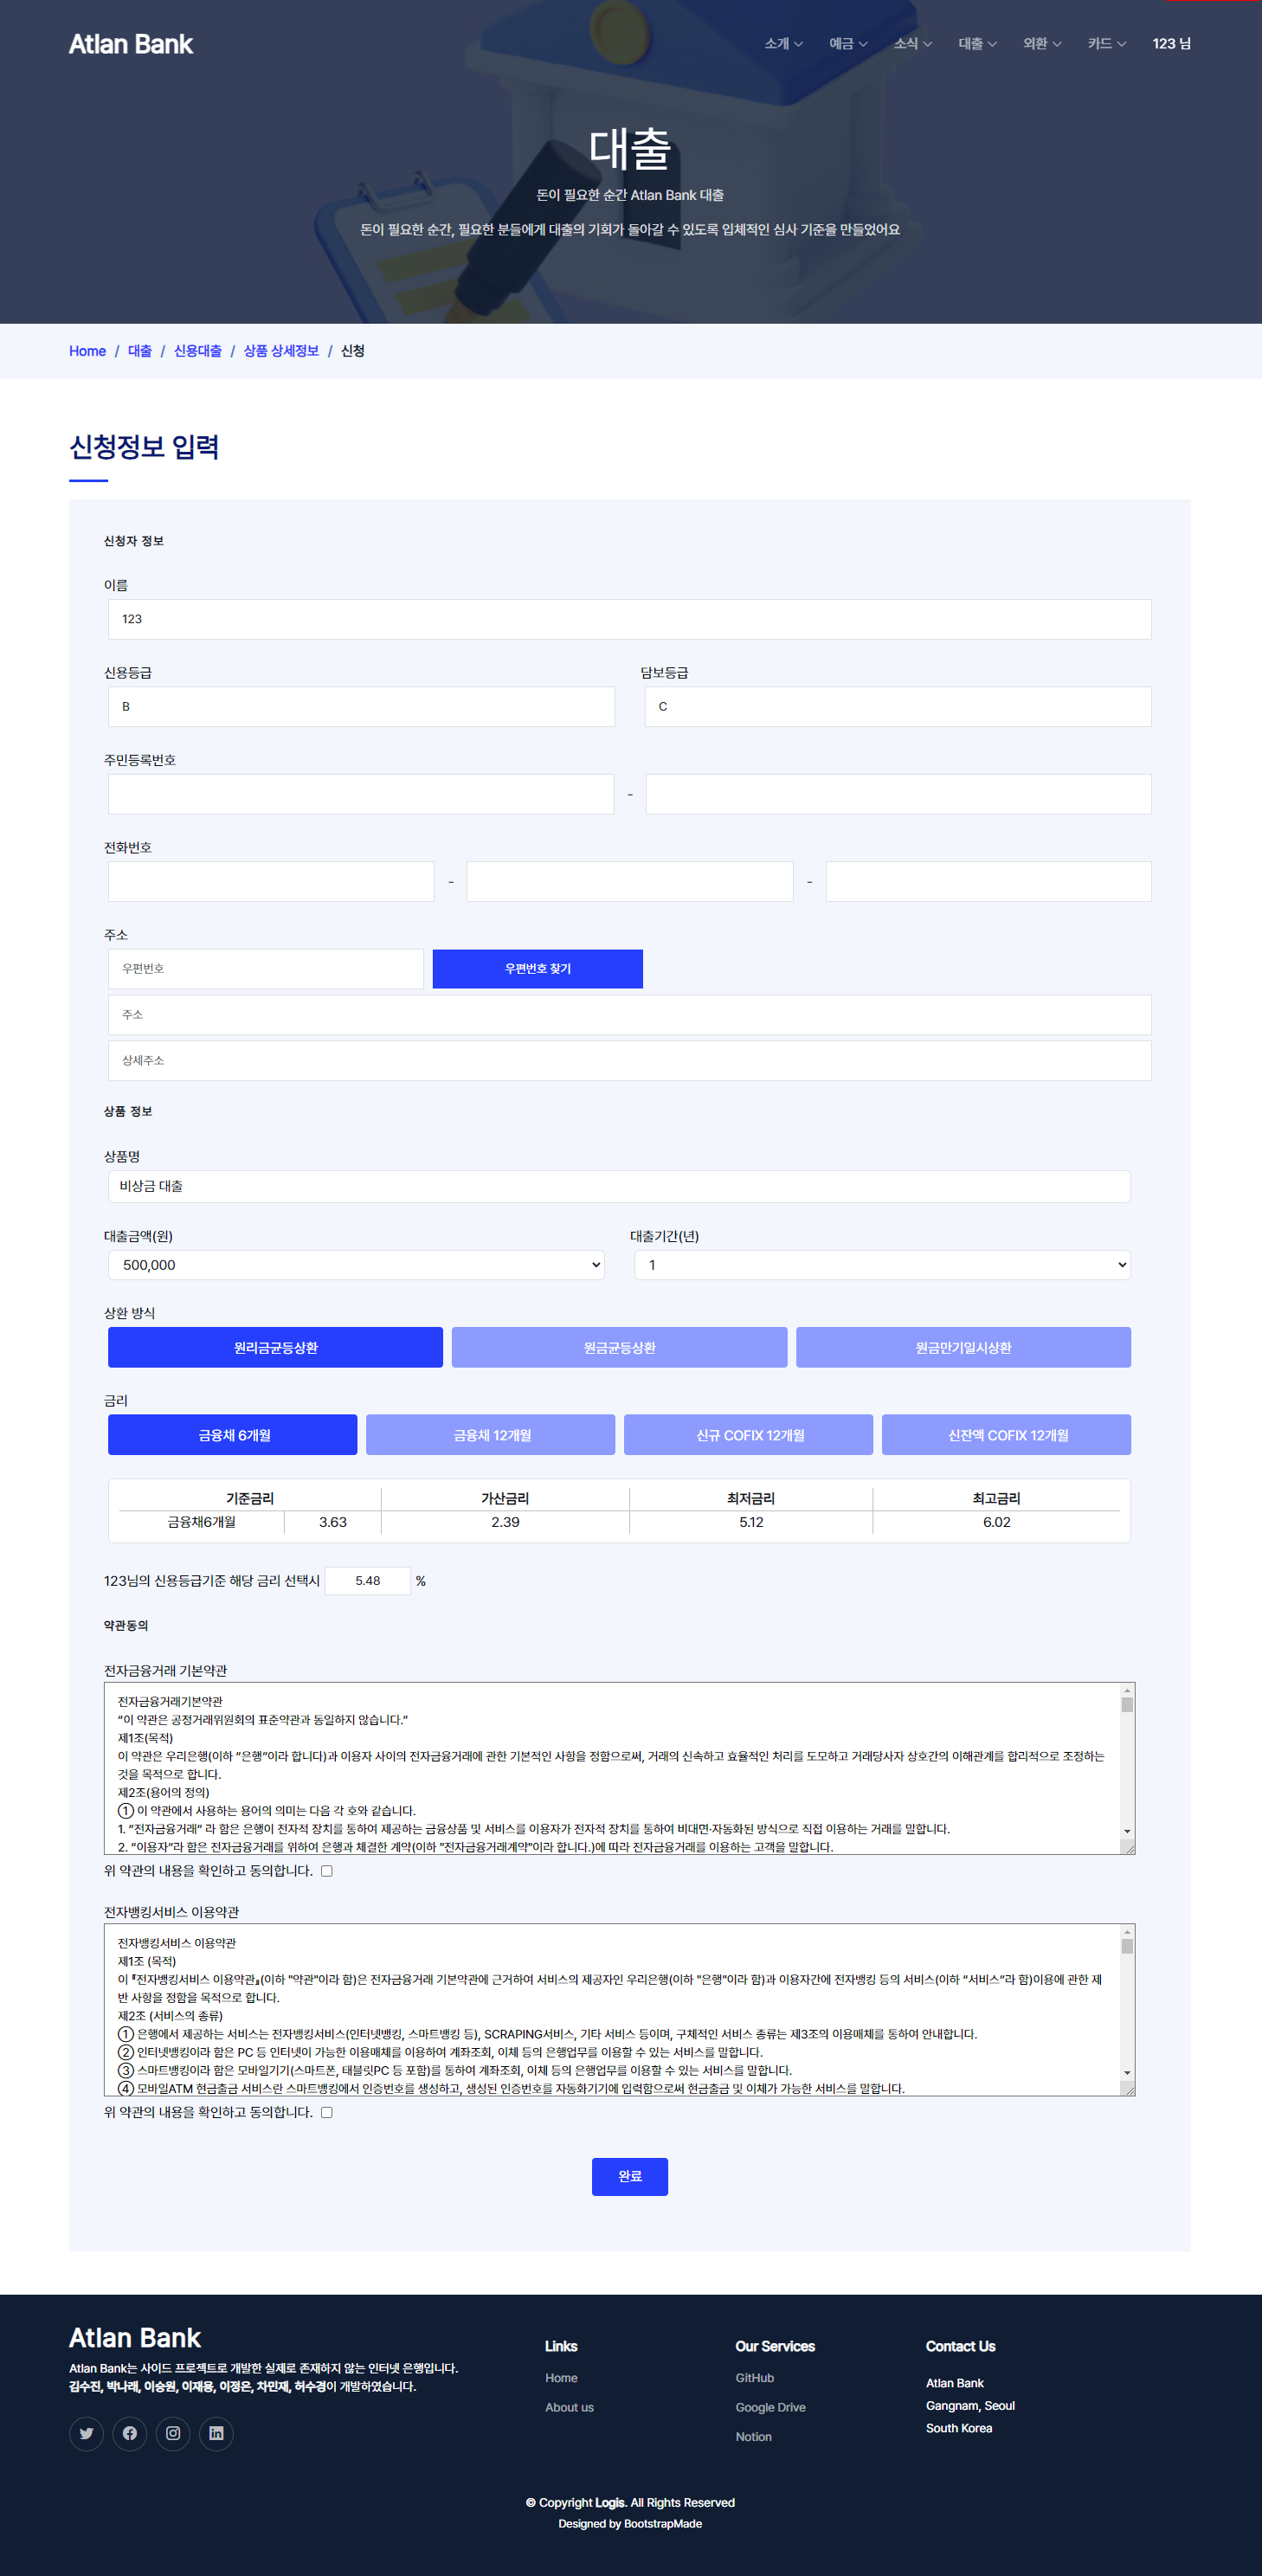 Atlan Bank
소개 예금 소식 대출 외환 카드 123 님
대출
돈이 필요한 순간 Atlan Bank 대출
돈이 필요한 순간, 필요한 분들에게 대출의 기회가 돌아갈 수 있도록 입체적인 심사 기준을 만들었어요
Home / 대출 / 신용대출 / 상품 상세정보 / 신청
신청정보 입력
신청자 정보
이름
123
신용등급 담보등급
B C
주민등록번호
-
전화번호
- -
주소
우편번호 우편번호 찾기
주소
상세주소
상품 정보
상품명
비상금 대출
대출금액(원) 대출기간(년)
500,000 1
상환 방식
원리금균등상환 원금균등상환 원금만기일시상환
금리
금융채 6개월 금융채 12개월 신규 COFIX 12개월 신잔액 COFIX 12개월
기준금리 가산금리 최저금리 최고금리
금융채6개월 3.63 2.39 5.12 6.02
123님의 신용등급기준 해당 금리 선택시 5.48 %
약관동의
전자금융거래 기본약관
전자금융거래기본약관
“이 약관은 공정거래위원회의 표준약관과 동일하지 않습니다.”
제1조(목적)
이 약관은 우리은행(이하 “은행”이라 합니다)과 이용자 사이의 전자금융거래에 관한 기본적인 사항을 정함으로써, 거래의 신속하고 효율적인 처리를 도모하고 거래당사자 상호간의 이해관계를 합리적으로 조정하는
것을 목적으로 합니다.
제2조(용어의 정의)
① 이 약관에서 사용하는 용어의 의미는 다음 각 호와 같습니다.
1. “전자금융거래” 라 함은 은행이 전자적 장치를 통하여 제공하는 금융상품 및 서비스를 이용자가 전자적 장치를 통하여 비대면·자동화된 방식으로 직접 이용하는 거래를 말합니다.
2. “이용자”라 함은 전자금융거래를 위하여 은행과 체결한 계약(이하 "전자금융거래계약"이라 합니다.)에 따라 전자금융거래를 이용하는 고객을 말합니다.
위 약관의 내용을 확인하고 동의합니다.
전자뱅킹서비스 이용약관
전자뱅킹서비스 이용약관
제1조 (목적)
이 『전자뱅킹서비스 이용약관』(이하 "약관"이라 함)은 전자금융거래 기본약관에 근거하여 서비스의 제공자인 우리은행(이하 "은행"이라 함)과 이용자간에 전자뱅킹 등의 서비스(이하 “서비스”라 함)이용에 관한 제
반 사항을 정함을 목적으로 합니다.
제2조 (서비스의 종류)
① 은행에서 제공하는 서비스는 전자뱅킹서비스(인터넷뱅킹, 스마트뱅킹 등), SCRAPING서비스, 기타 서비스 등이며, 구체적인 서비스 종류는 제3조의 이용매체를 통하여 안내합니다.
② 인터넷뱅킹이라 함은 PC 등 인터넷이 가능한 이용매체를 이용하여 계좌조회, 이체 등의 은행업무를 이용할 수 있는 서비스를 말합니다.
③ 스마트뱅킹이라 함은 모바일기기(스마트폰, 태블릿PC 등 포함)를 통하여 계좌조회, 이체 등의 은행업무를 이용할 수 있는 서비스를 말합니다.
④ 모바일ATM 현금출금 서비스란 스마트뱅킹에서 인증번호를 생성하고, 생성된 인증번호를 자동화기기에 입력함으로써 현금출금 및 이체가 가능한 서비스를 말합니다.
위 약관의 내용을 확인하고 동의합니다.
완료
Atlan Bank
Atlan Bank는 사이드 프로젝트로 개발한 실제로 존재하지 않는 인터넷 은행입니다.
김수진, 박나래, 이승원, 이재용, 이정은, 차민재, 허수경이 개발하였습니다.
Links
Home
About us
Our Services
GitHub
Google Drive
Notion
Contact Us
Atlan Bank
Gangnam, Seoul
South Korea
© Copyright Logis. All Rights Reserved
Designed by BootstrapMade